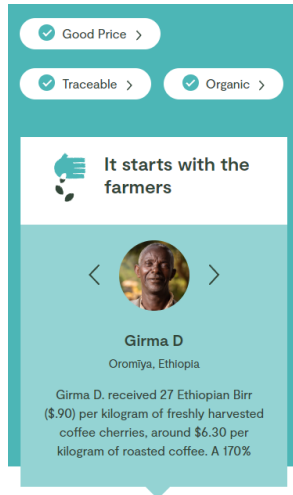 Good Price
Traceable
Organic
It starts with the
farmers
Girma D
Oromīya, Ethiopia
Girma D. received 27 Ethiopian Birr
($.90) per kilogram of freshly harvested
coffee cherries, around $6.30 per
kilogram of roasted coffee. A 170%